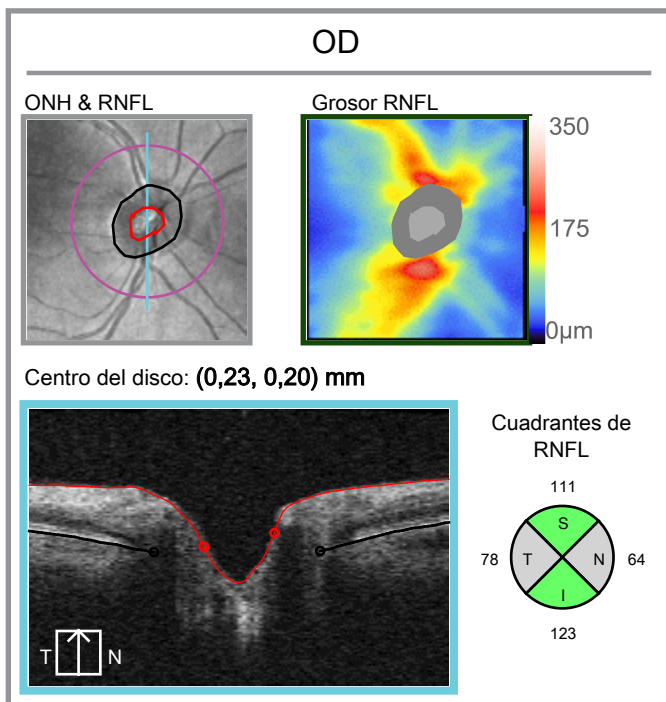 OD
ONH & RNFL
Grosor RNFL
350
175
0µm
Centro del disco: (0,23, 0,20) mm
T N
Cuadrantes de
RNFL
111
S
78 T N 64
I
123